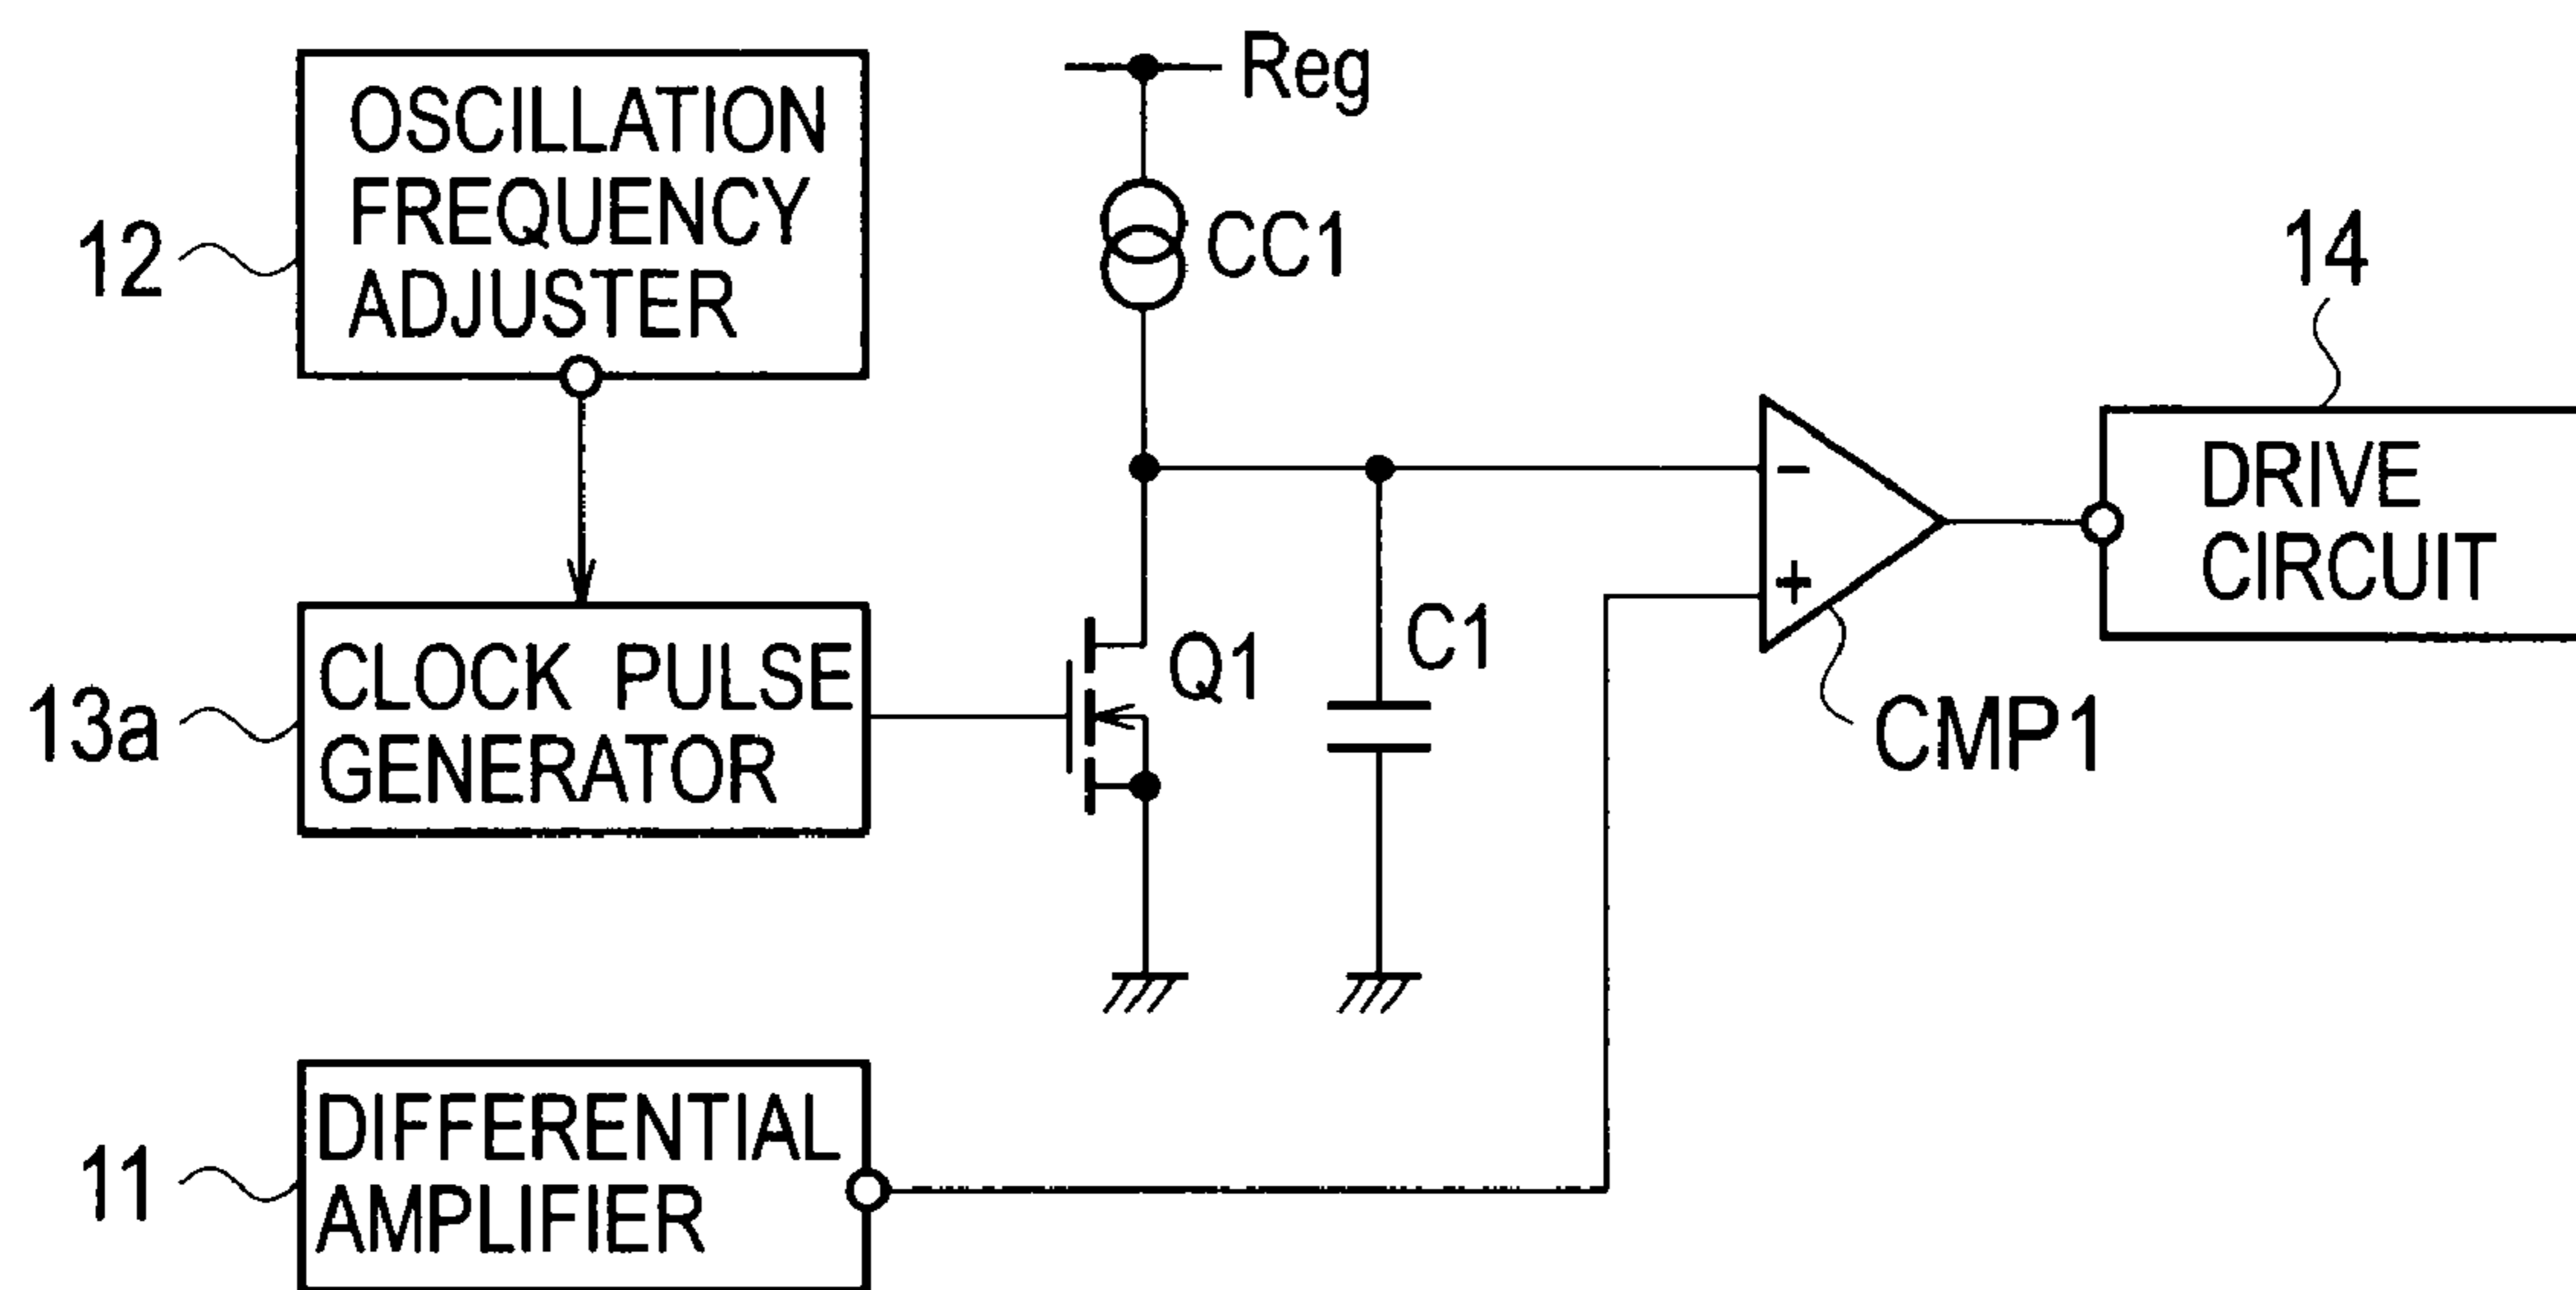 Reg
OSCILLATION
FREQUENCY
ADJUSTER
12
CC1
14
DRIVE
CIRCUIT
C1
Q1
CLOCK PULSE
GENERATOR
13a
CMP1
DIFFERENTIAL
AMPLIFIER
11
-
+